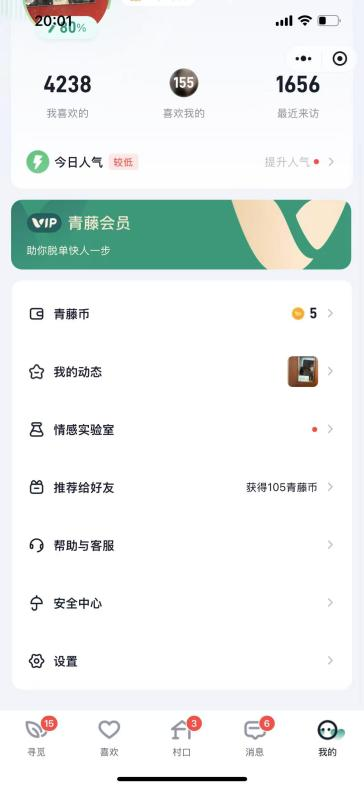 20:01
80%
4238
155
1656
我喜欢的
喜欢我的
最近来访
今日人气
较低
提升人气
VIP 青藤会员
助你脱单快人一步
青藤币
5
我的动态
情感实验室
推荐给好友
获得105青藤币
帮助与客服
安全中心
设置
15
3
6
寻觅
喜欢
村口
消息
我的